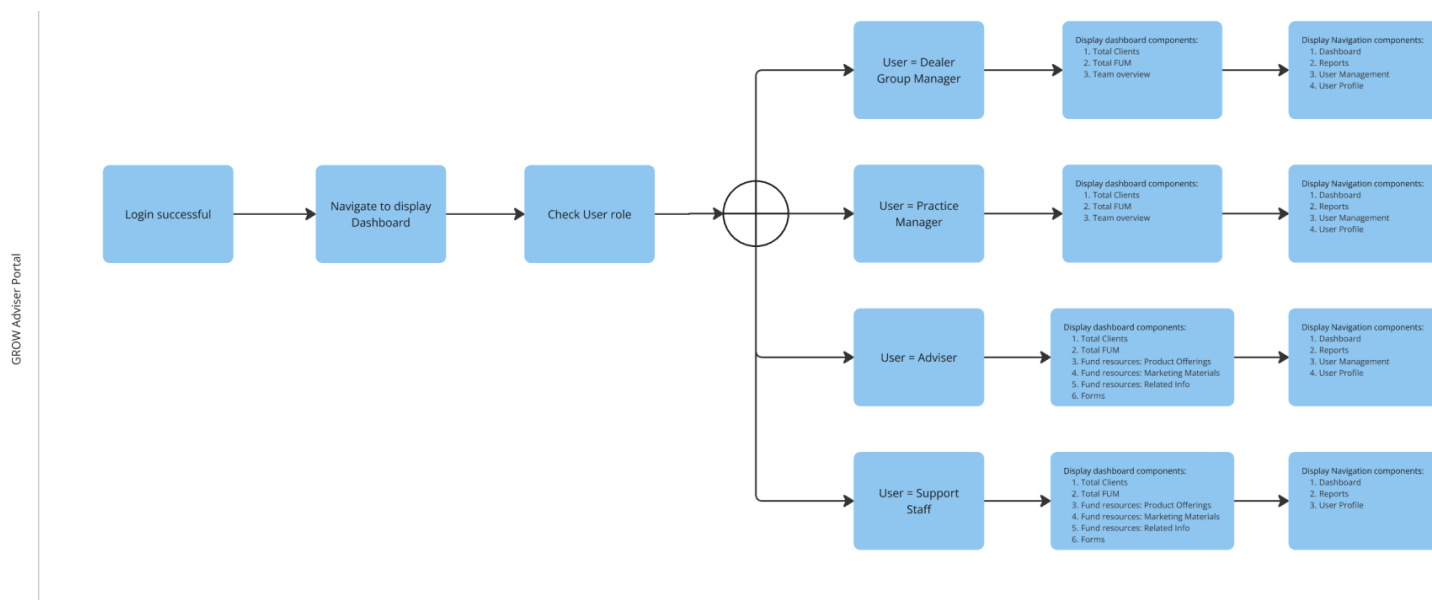 GROW Adviser Portal
Login successful
Navigate to display
Dashboard
Check User role
User = Dealer
Group Manager
Display dashboard components:
1. Total Clients
2. Total FUM
3. Team overview
Display Navigation components:
1. Dashboard
2. Reports
3. User Management
4. User Profile
User = Practice
Manager
Display dashboard components:
1. Total Clients
2. Total FUM
3. Team overview
Display Navigation components:
1. Dashboard
2. Reports
3. User Management
4. User Profile
User = Adviser
Display dashboard components:
1. Total Clients
2. Total FUM
3. Fund resources: Product Offerings
4. Fund resources: Marketing Materials
5. Fund resources: Related Info
6. Forms
Display Navigation components:
1. Dashboard
2. Reports
3. User Management
4. User Profile
User = Support
Staff
Display dashboard components:
1. Total Clients
2. Total FUM
3. Fund resources: Product Offerings
4. Fund resources: Marketing Materials
5. Fund resources: Related Info
6. Forms
Display Navigation components:
1. Dashboard
2. Reports
3. User Profile